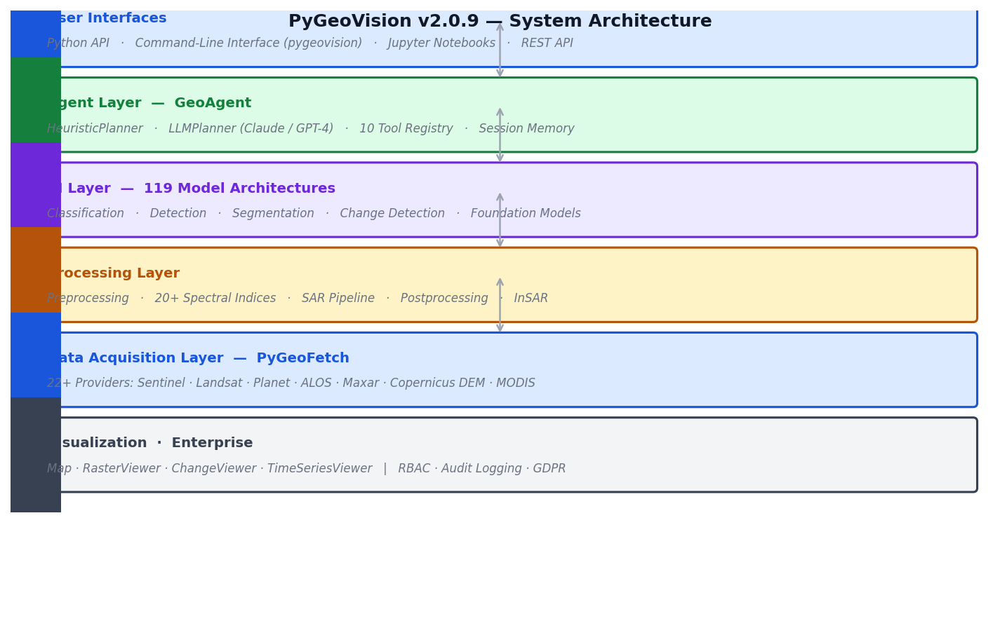 PyGeoVision v2.0.9 — System Architecture
ser Interfaces
Python API · Command-Line Interface (pygeovision) · Jupyter Notebooks · REST API
gent Layer — GeoAgent
HeuristicPlanner · LLMPlanner (Claude / GPT-4) · 10 Tool Registry · Session Memory
I Layer — 119 Model Architectures
Classification · Detection · Segmentation · Change Detection · Foundation Models
rocessing Layer
Preprocessing · 20+ Spectral Indices · SAR Pipeline · Postprocessing · InSAR
ata Acquisition Layer — PyGeoFetch
22+ Providers: Sentinel · Landsat · Planet · ALOS · Maxar · Copernicus DEM · MODIS
sualization · Enterprise
Map · RasterViewer · ChangeViewer · TimeSeriesViewer | RBAC · Audit Logging · GDPR